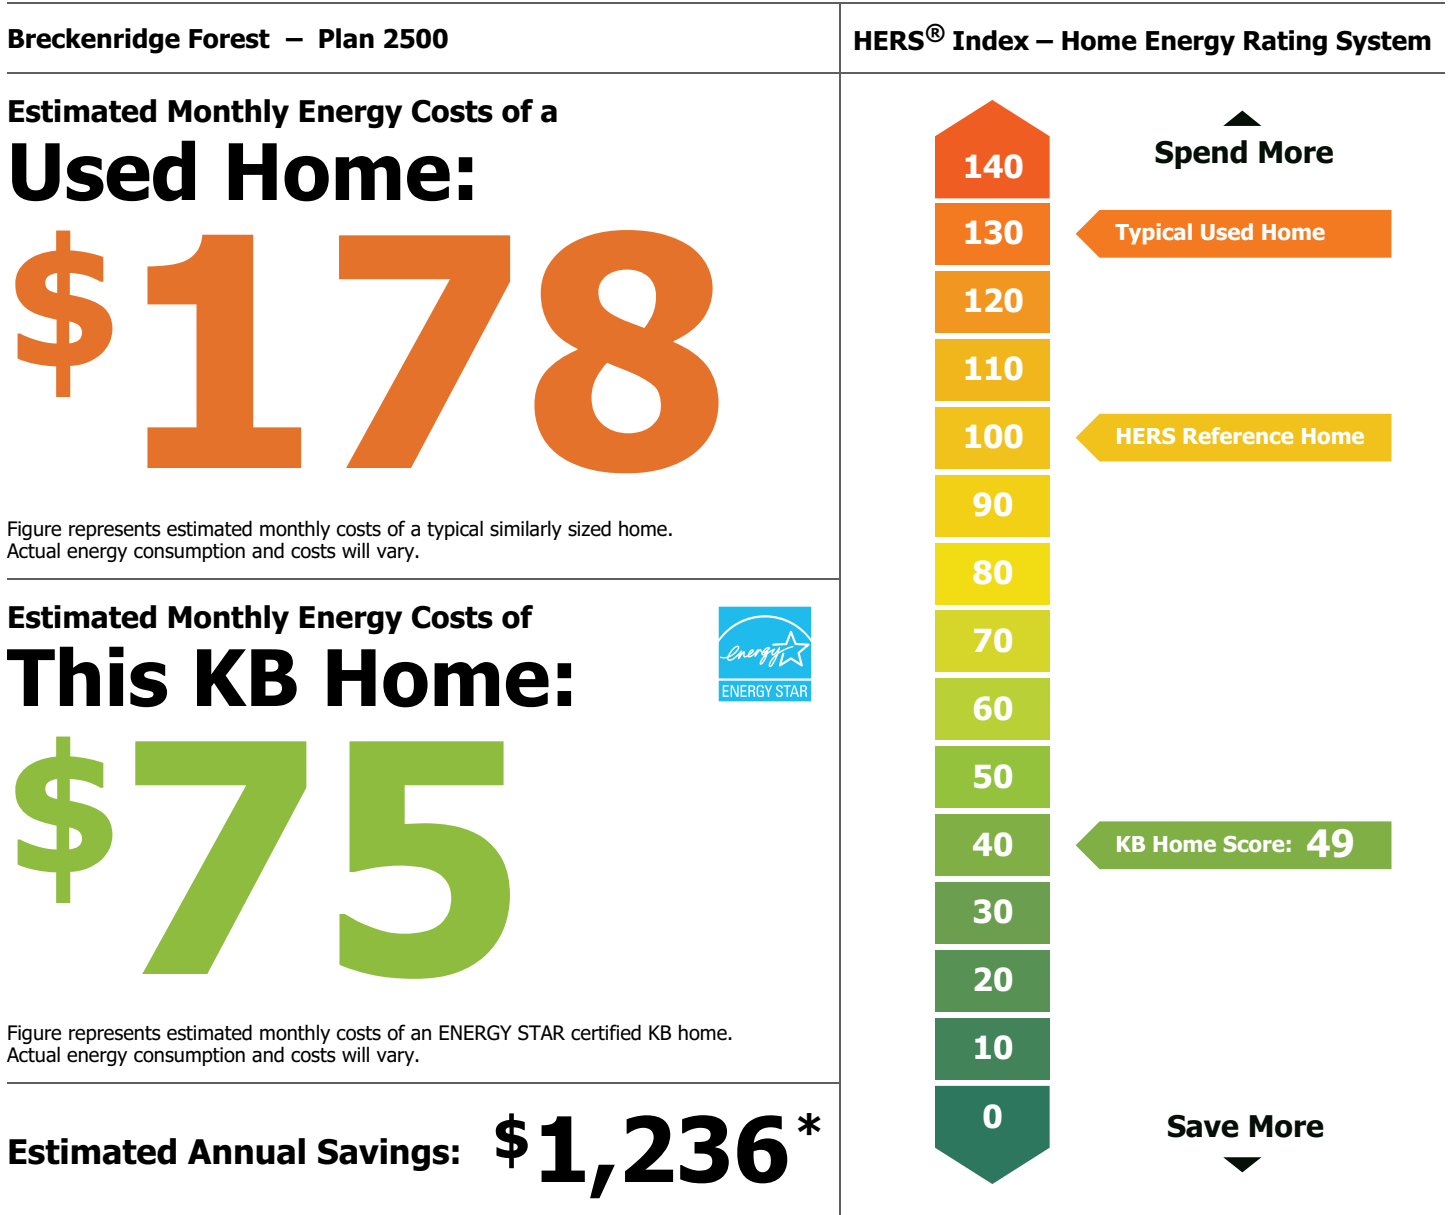 Breckenridge Forest – Plan 2500
Estimated Monthly Energy Costs of a
Used Home:
$178
Figure represents estimated monthly costs of a typical similarly sized home.
Actual energy consumption and costs will vary.
Estimated Monthly Energy Costs of
This KB Home:
energy
ENERGY STAR
$75
Figure represents estimated monthly costs of an ENERGY STAR certified KB home.
Actual energy consumption and costs will vary.
Estimated Annual Savings: $1,236*
HERS® Index – Home Energy Rating System
Spend More
140
130 Typical Used Home
120
110
100 HERS Reference Home
90
80
70
60
50
40 KB Home Score: 49
30
20
10
0
Save More